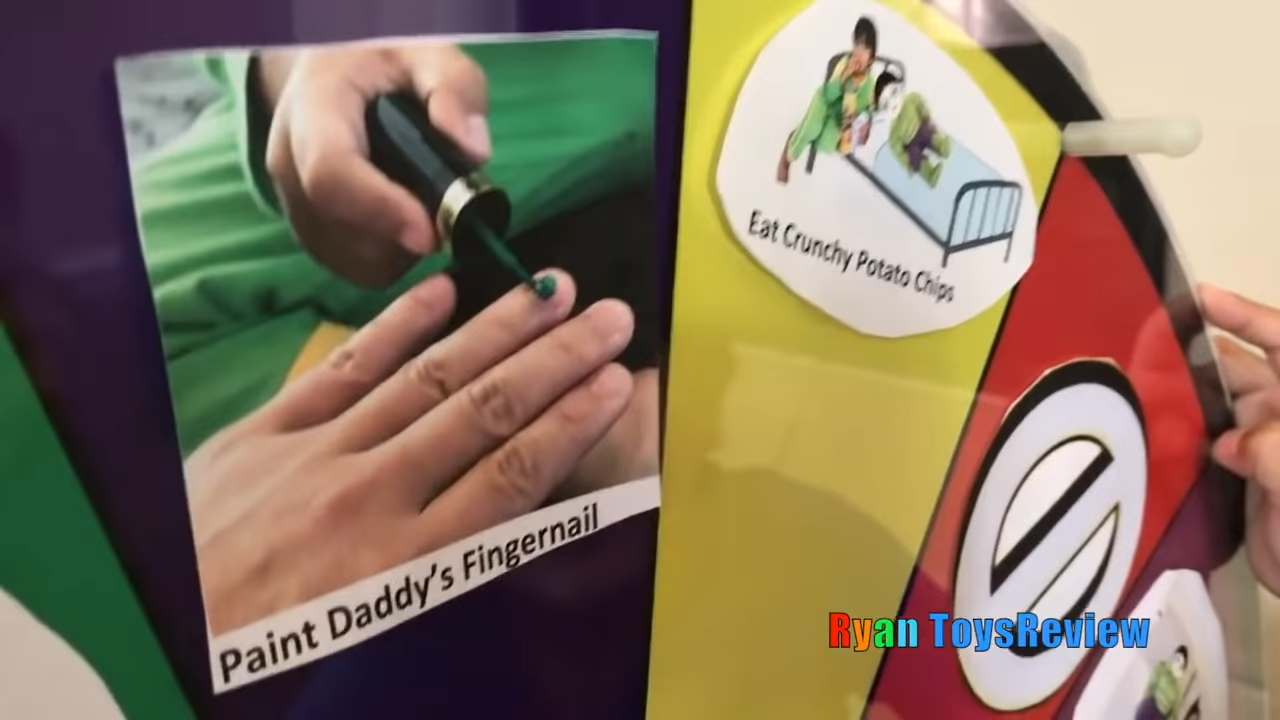 Eat Crunchy Potato Chips
Paint Daddy's Fingernail
Ryan ToysReview